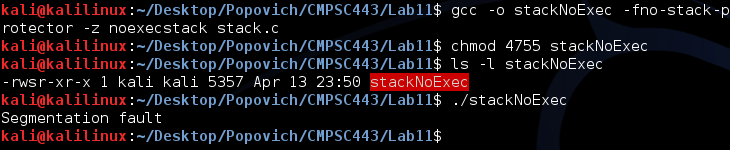 kali@kalilinux:~/Desktop/Popovich/CMPSC443/Lab11$ gcc -o stackNoExec -fno-stack-p
rotector -z noexecstack stack.c
kali@kalilinux:~/Desktop/Popovich/CMPSC443/Lab11$ chmod 4755 stackNoExec
kali@kalilinux:~/Desktop/Popovich/CMPSC443/Lab11$ ls -l stackNoExec
-rwsr-xr-x 1 kali kali 5357 Apr 13 23:50 stackNoExec
kali@kalilinux:~/Desktop/Popovich/CMPSC443/Lab11$ ./stackNoExec
Segmentation fault
kali@kalilinux:~/Desktop/Popovich/CMPSC443/Lab11$